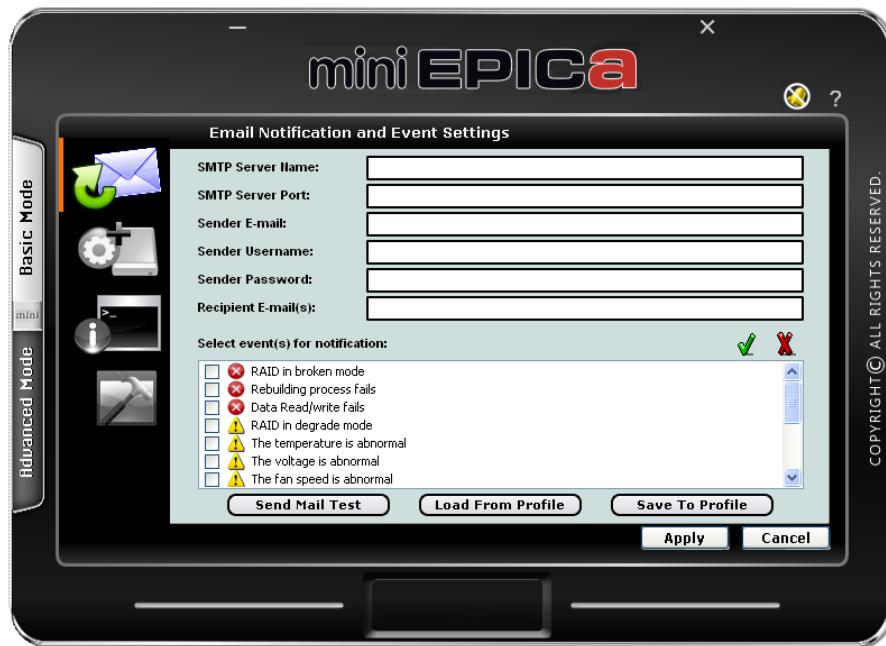 mini EPICa
?
Email Notification and Event Settings
SMTP Server Name:
SMTP Server Port:
Sender E-mail:
Sender Username:
Sender Password:
Recipient E-mail(s):
Select event(s) for notification:
RAID in broken mode
Rebuilding process fails
Data Read/write fails
RAID in degrade mode
The temperature is abnormal
The voltage is abnormal
The fan speed is abnormal
Send Mail Test
Load From Profile
Save To Profile
Apply
Cancel
Basic Mode
mini
Advanced Mode
COPYRIGHT© ALL RIGHTS RESERVED.